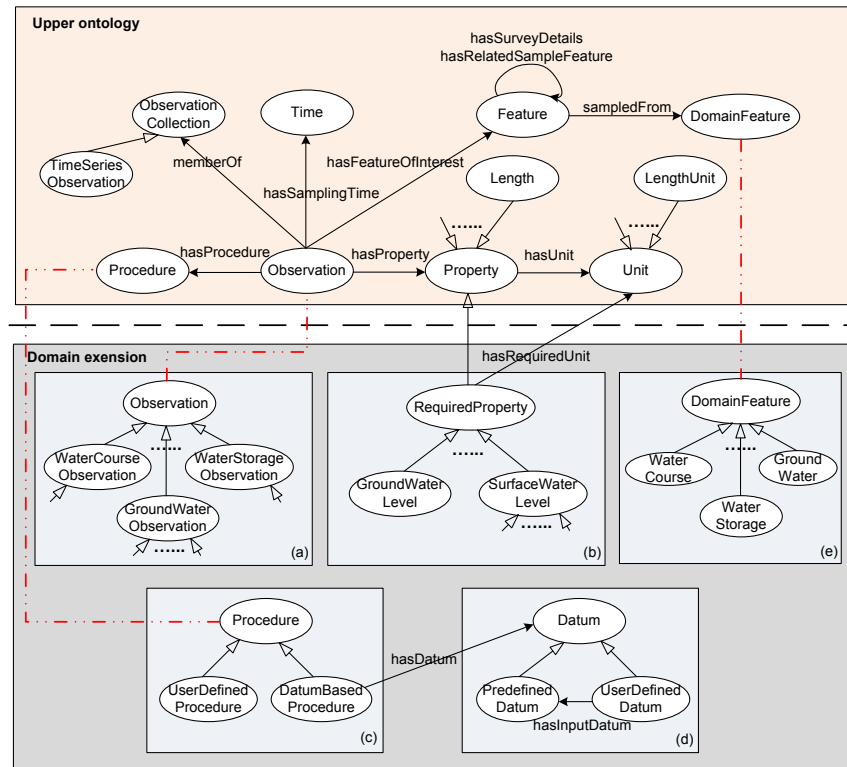 Upper ontology
hasSurveyDetails
hasRelatedSampleFeature
Observation
Collection
Time
Feature
sampledFrom
DomainFeature
memberOf
hasFeatureOfInterest
TimeSeries
Observation
hasSamplingTime
Length
LengthUnit
......
......
hasProcedure
hasProperty
hasUnit
Procedure
Observation
Property
Unit
Domain exension
hasRequiredUnit
Observation
......
WaterCourse
Observation
WaterStorage
Observation
GroundWater
Observation
......
(a)
RequiredProperty
......
GroundWater
Level
SurfaceWater
Level
......
(b)
DomainFeature
......
Water
Course
Ground
Water
Water
Storage
(e)
Procedure
UserDefined
Procedure
DatumBased
Procedure
(c)
hasDatum
Datum
Predefined
Datum
UserDefined
Datum
hasInputDatum
(d)